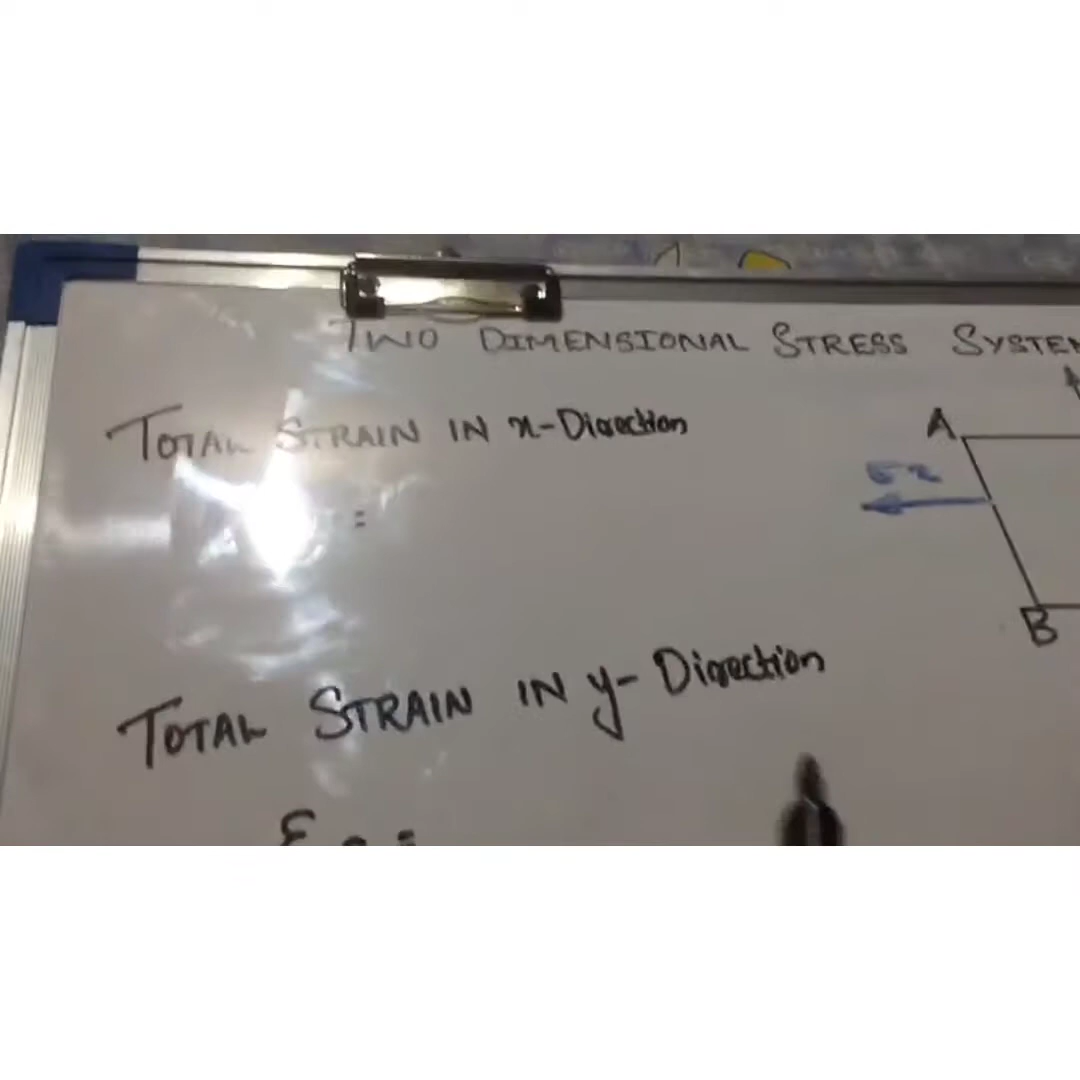 TWO DIMENSIONAL STRESS SYSTEM
TOTAL STRAIN IN x-Direction
A
σx
=
B
TOTAL STRAIN IN y-Direction